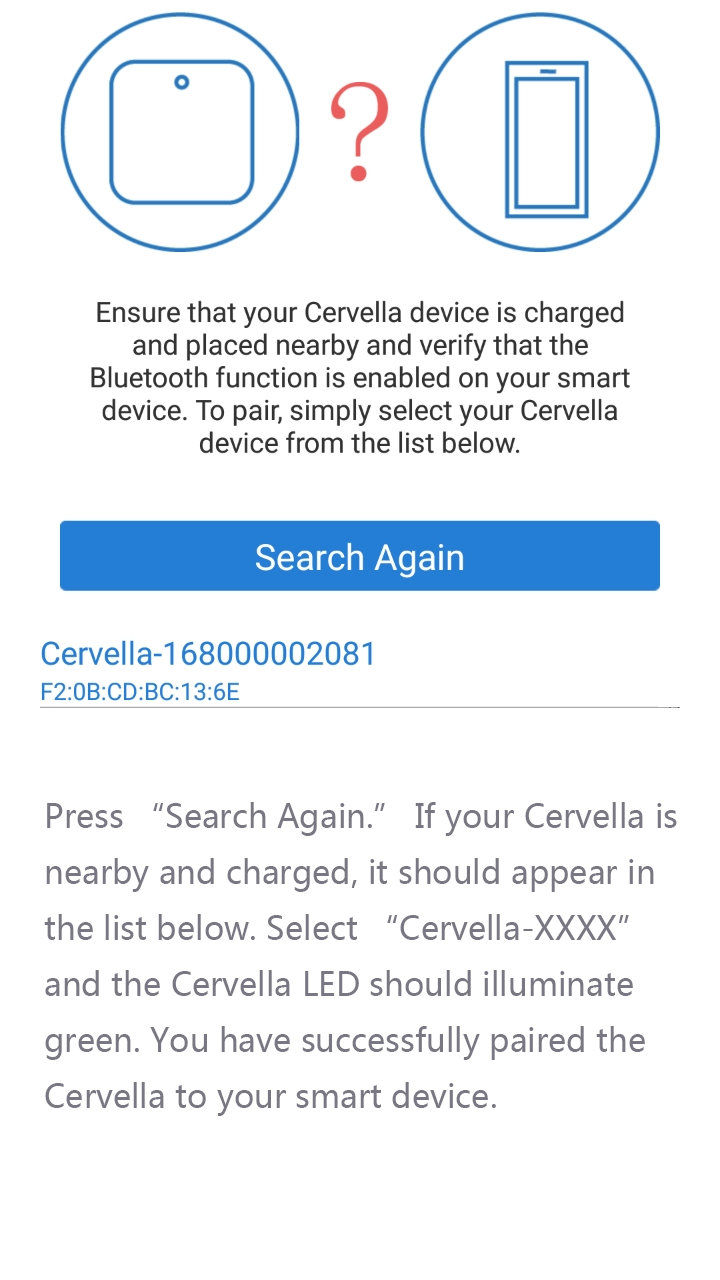 ?
Ensure that your Cervella device is charged
and placed nearby and verify that the
Bluetooth function is enabled on your smart
device. To pair, simply select your Cervella
device from the list below.
Search Again
Cervella-168000002081
F2:0B:CD:BC:13:6E
Press “Search Again.” If your Cervella is
nearby and charged, it should appear in
the list below. Select “Cervella-XXXX”
and the Cervella LED should illuminate
green. You have successfully paired the
Cervella to your smart device.